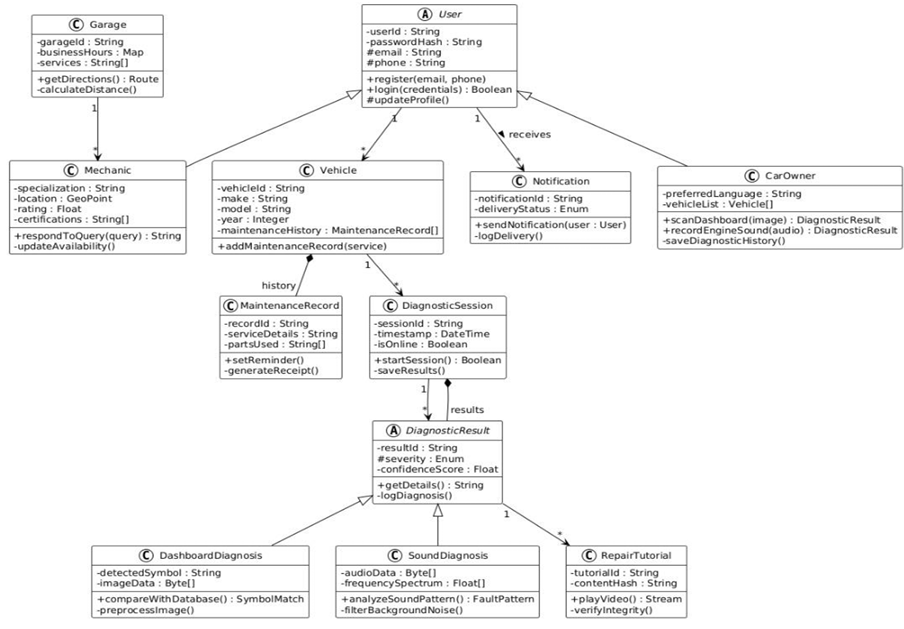 C Garage
-garageId : String
-businessHours : Map
-services : String[]
+getDirections() : Route
-calculateDistance()
A User
-userId : String
-passwordHash : String
#email : String
#phone : String
+register(email, phone)
+login(credentials) : Boolean
#updateProfile()
1
*
1
*
1
receives
*
C Mechanic
-specialization : String
-location : GeoPoint
-rating : Float
-certifications : String[]
+respondToQuery(query) : String
-updateAvailability()
C Vehicle
-vehicleId : String
-make : String
-model : String
-year : Integer
-maintenanceHistory : MaintenanceRecord[]
+addMaintenanceRecord(service)
C Notification
-notificationId : String
-deliveryStatus : Enum
+sendNotification(user : User)
-logDelivery()
C CarOwner
-preferredLanguage : String
-vehicleList : Vehicle[]
+scanDashboard(image) : DiagnosticResult
+recordEngineSound(audio) : DiagnosticResult
-saveDiagnosticHistory()
history
1
*
C MaintenanceRecord
-recordId : String
-serviceDetails : String
-partsUsed : String[]
+setReminder()
-generateReceipt()
C DiagnosticSession
-sessionId : String
-timestamp : DateTime
-isOnline : Boolean
+startSession() : Boolean
-saveResults()
1
*
results
A DiagnosticResult
-resultId : String
#severity : Enum
-confidenceScore : Float
+getDetails() : String
-logDiagnosis()
1
*
C DashboardDiagnosis
-detectedSymbol : String
-imageData : Byte[]
+compareWithDatabase() : SymbolMatch
-preprocessImage()
C SoundDiagnosis
-audioData : Byte[]
-frequencySpectrum : Float[]
+analyzeSoundPattern() : FaultPattern
-filterBackgroundNoise()
C RepairTutorial
-tutorialId : String
-contentHash : String
+playVideo() : Stream
-verifyIntegrity()